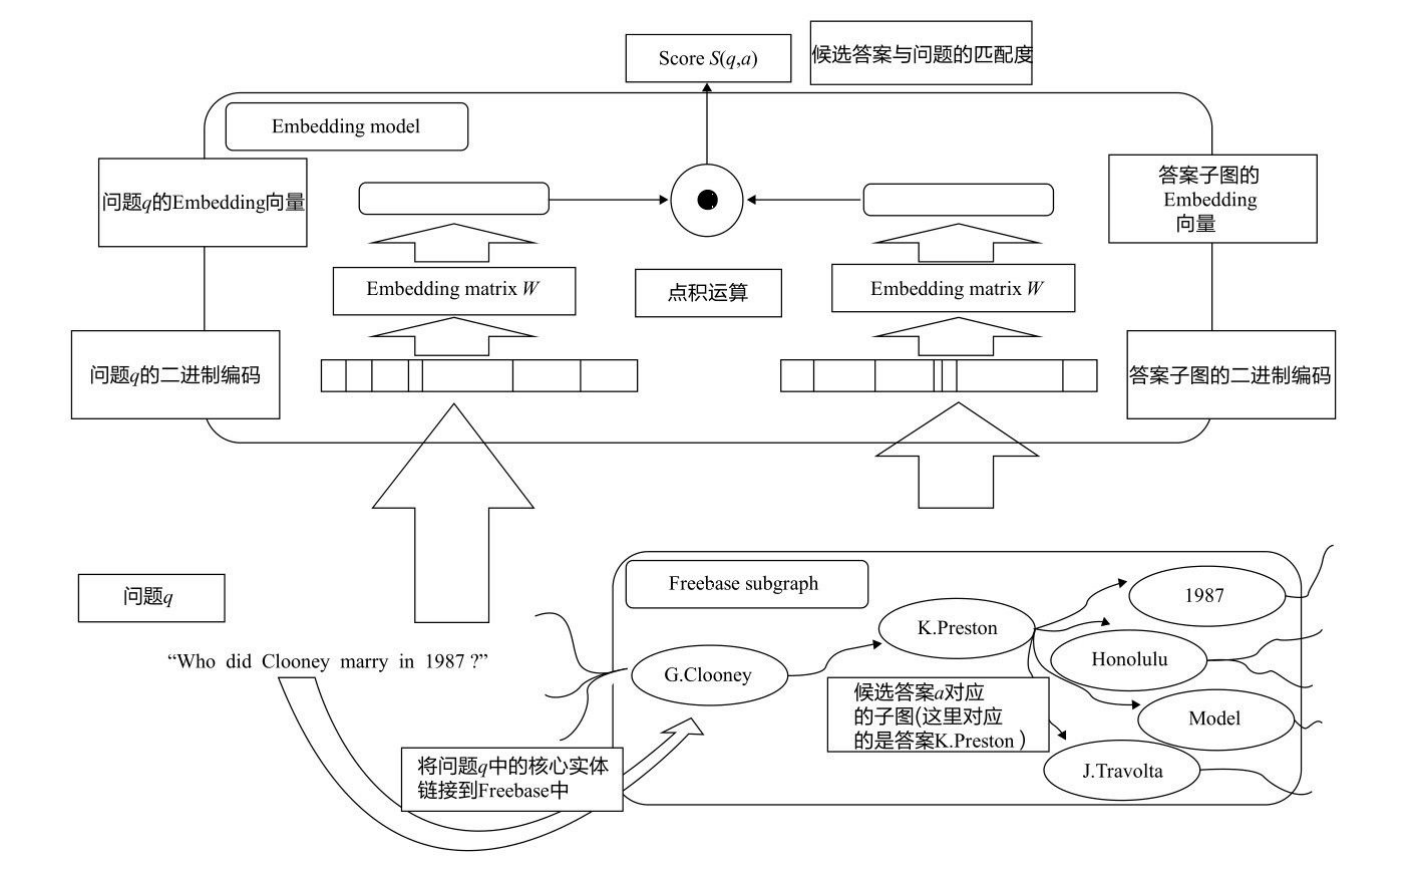 Score S(q,a)
候选答案与问题的匹配度
Embedding model
问题q的Embedding向量
答案子图的
Embedding
向量
Embedding matrix W
点积运算
Embedding matrix W
问题q的二进制编码
答案子图的二进制编码
问题q
“Who did Clooney marry in 1987 ?”
Freebase subgraph
1987
K.Preston
Honolulu
G.Clooney
候选答案a对应
的子图(这里对应
的是答案K.Preston )
Model
J.Travolta
将问题q中的核心实体
链接到Freebase中